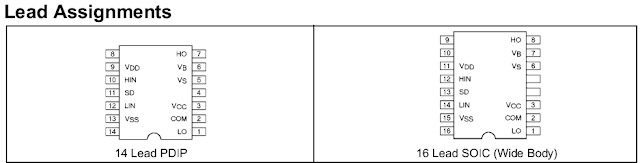 Lead Assignments
8 HO 7
9 VDD VB 6
10 HIN VS 5
11 SD 4
12 LIN VCC 3
13 VSS COM 2
14 LO 1
14 Lead PDIP
9 HO 8
10 VB 7
11 VDD VS 6
12 HIN
13 SD
14 LIN VCC 3
15 VSS COM 2
16 LO 1
16 Lead SOIC (Wide Body)